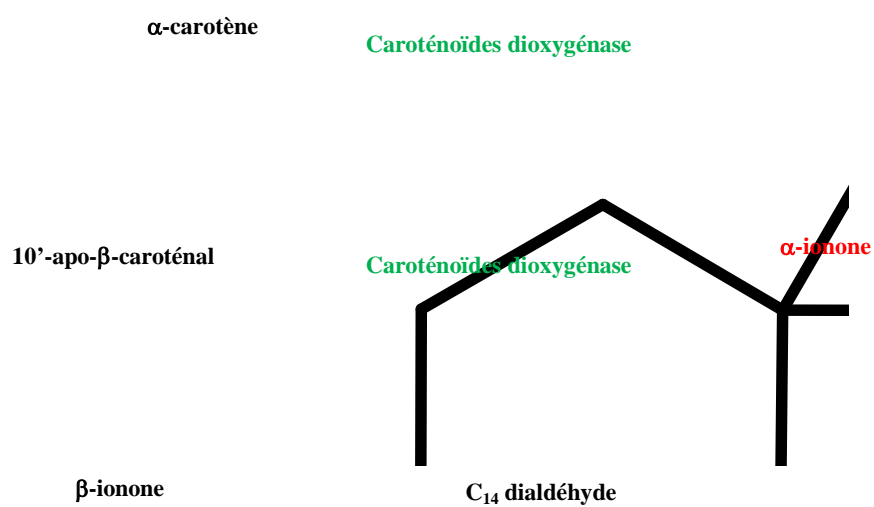 α-carotène
Caroténoïdes dioxygénase
α-ionone
10’-apo-β-caroténal
Caroténoïdes dioxygénase
β-ionone
C₁₄ dialdéhyde